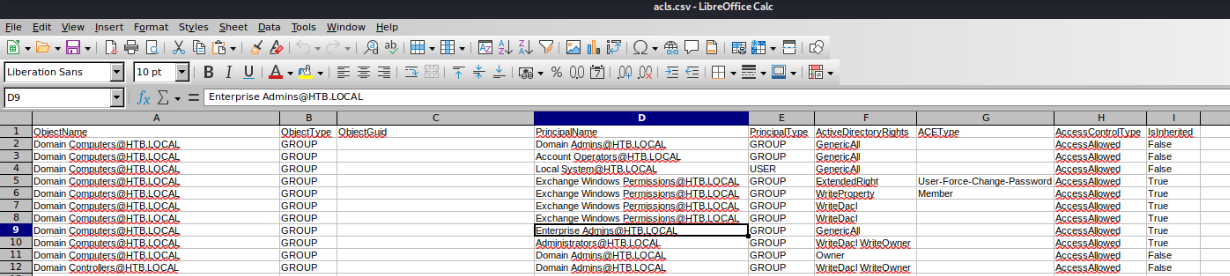 acls.csv - LibreOffice Calc
File Edit View Insert Format Styles Sheet Data Tools Window Help
Liberation Sans 10 pt B I U A % 0.0 7 .00 0.00
D9 fx Σ = Enterprise Admins@HTB.LOCAL
A B C D E F G H I
1 ObjectName ObjectType ObjectGuid PrincipalName PrincipalType ActiveDirectoryRights ACEType AccessControlType IsInherited
2 Domain Computers@HTB.LOCAL GROUP Domain Admins@HTB.LOCAL GROUP GenericAll AccessAllowed False
3 Domain Computers@HTB.LOCAL GROUP Account Operators@HTB.LOCAL GROUP GenericAll AccessAllowed False
4 Domain Computers@HTB.LOCAL GROUP Local System@HTB.LOCAL USER GenericAll AccessAllowed False
5 Domain Computers@HTB.LOCAL GROUP Exchange Windows Permissions@HTB.LOCAL GROUP ExtendedRight User-Force-Change-Password AccessAllowed True
6 Domain Computers@HTB.LOCAL GROUP Exchange Windows Permissions@HTB.LOCAL GROUP WriteProperty Member AccessAllowed True
7 Domain Computers@HTB.LOCAL GROUP Exchange Windows Permissions@HTB.LOCAL GROUP WriteDacl AccessAllowed True
8 Domain Computers@HTB.LOCAL GROUP Exchange Windows Permissions@HTB.LOCAL GROUP WriteDacl AccessAllowed True
9 Domain Computers@HTB.LOCAL GROUP Enterprise Admins@HTB.LOCAL GROUP GenericAll AccessAllowed True
10 Domain Computers@HTB.LOCAL GROUP Administrators@HTB.LOCAL GROUP WriteDacl WriteOwner AccessAllowed True
11 Domain Computers@HTB.LOCAL GROUP Domain Admins@HTB.LOCAL GROUP Owner AccessAllowed False
12 Domain Controllers@HTB.LOCAL GROUP Domain Admins@HTB.LOCAL GROUP WriteDacl WriteOwner AccessAllowed False